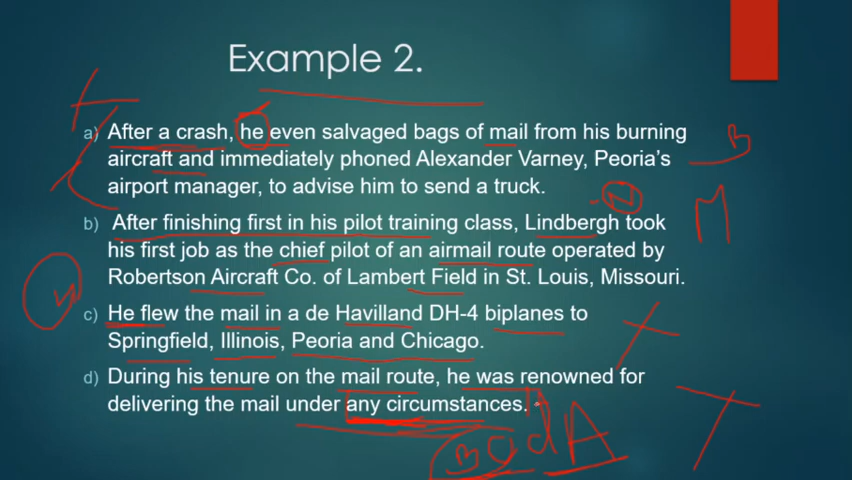 Example 2.
a) After a crash, he even salvaged bags of mail from his burning
aircraft and immediately phoned Alexander Varney, Peoria's
airport manager, to advise him to send a truck.
b) After finishing first in his pilot training class, Lindbergh took
his first job as the chief pilot of an airmail route operated by
Robertson Aircraft Co. of Lambert Field in St. Louis, Missouri.
c) He flew the mail in a de Havilland DH-4 biplanes to
Springfield, Illinois, Peoria and Chicago.
d) During his tenure on the mail route, he was renowned for
delivering the mail under any circumstances.
B
N
M
B c d A